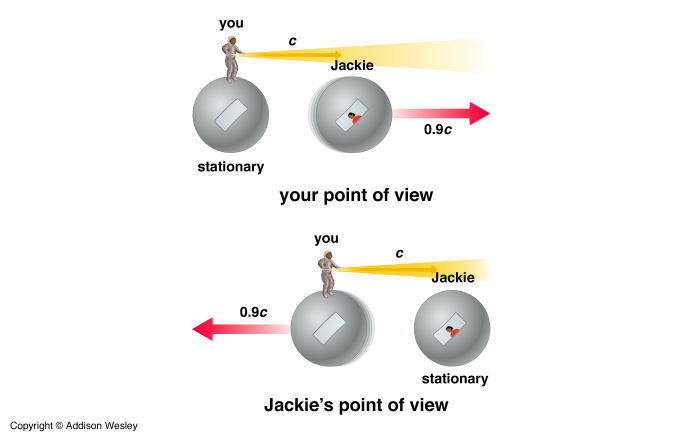 you
c
Jackie
0.9c
stationary
your point of view
you
c
Jackie
0.9c
stationary
Jackie’s point of view
Copyright © Addison Wesley